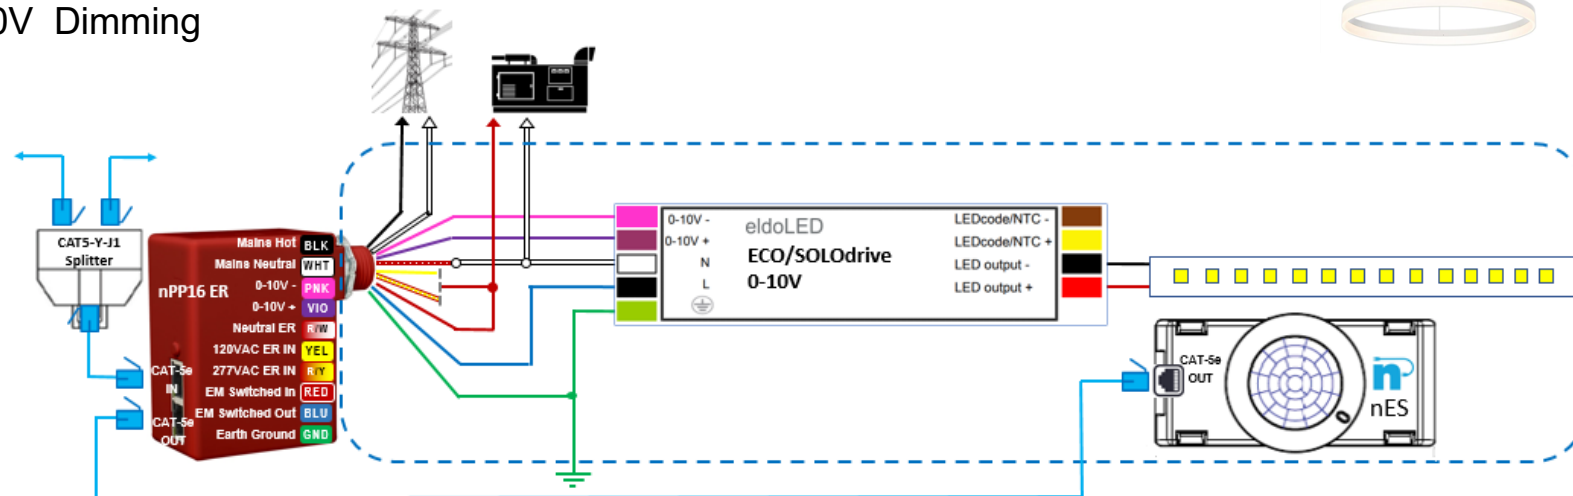 0V Dimming
CAT5-Y-J1
Splitter
nPP16 ER
Mains Hot BLK
Mains Neutral WHT
0-10V - PNK
0-10V + VIO
Neutral ER R/W
120VAC ER IN YEL
277VAC ER IN R/Y
EM Switched In RED
EM Switched Out BLU
Earth Ground GND
CAT-5e
IN
CAT-5e
OUT
0-10V -
0-10V +
N
L
eldoLED
ECO/SOLOdrive
0-10V
LEDcode/NTC -
LEDcode/NTC +
LED output -
LED output +
CAT-5e
OUT
n
nES